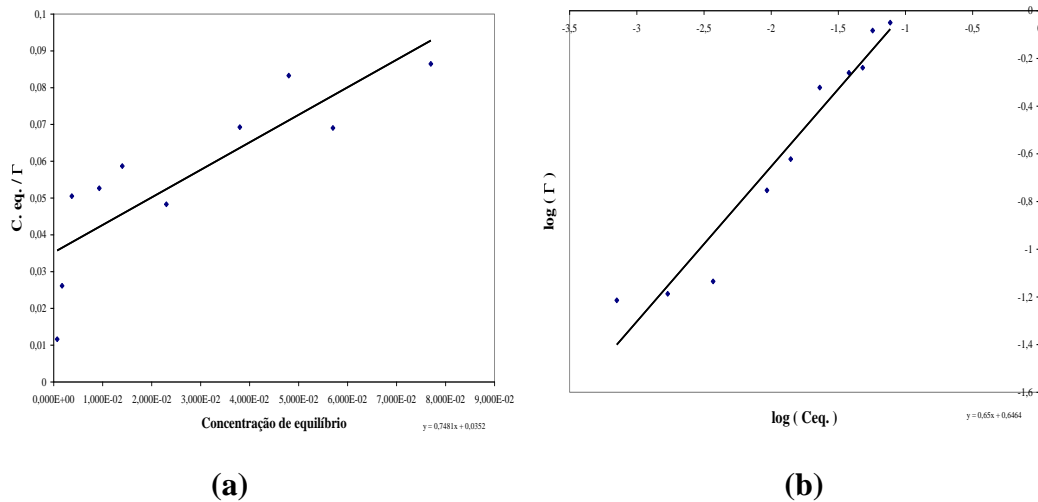 0,1
0,09
0,08
0,07
0,06
0,05
0,04
0,03
0,02
0,01
0
C. eq. / Γ
0,000E+00 1,000E-02 2,000E-02 3,000E-02 4,000E-02 5,000E-02 6,000E-02 7,000E-02 8,000E-02 9,000E-02
Concentração de equilíbrio
y = 0,7481x + 0,0352
(a)
-3,5 -3 -2,5 -2 -1,5 -1 -0,5 0
0
-0,2
-0,4
-0,6
-0,8
-1
-1,2
-1,4
-1,6
log ( Γ )
log ( Ceq. )
y = 0,65x + 0,6464
(b)